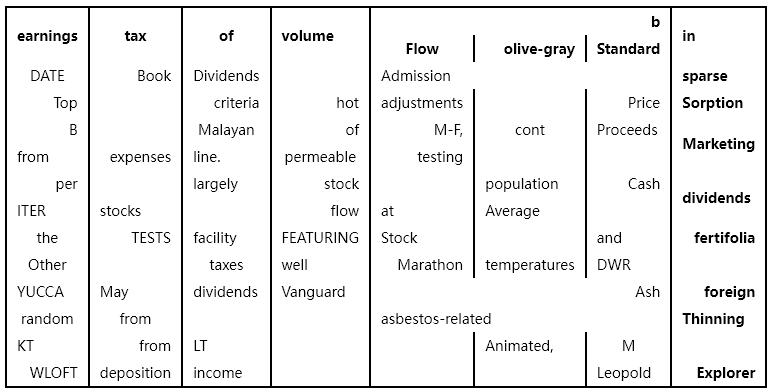 b
earnings tax of volume in
Flow olive-gray Standard
DATE Book Dividends Admission sparse
Top criteria hot adjustments Price Sorption
B Malayan of M-F, cont Proceeds
Marketing
from expenses line. permeable testing
per largely stock population Cash
dividends
ITER stocks flow at Average
the TESTS facility FEATURING Stock and fertifolia
Other taxes well Marathon temperatures DWR
YUCCA May dividends Vanguard Ash foreign
random from asbestos-related Thinning
KT from LT Animated, M
WLOFT deposition income Leopold Explorer